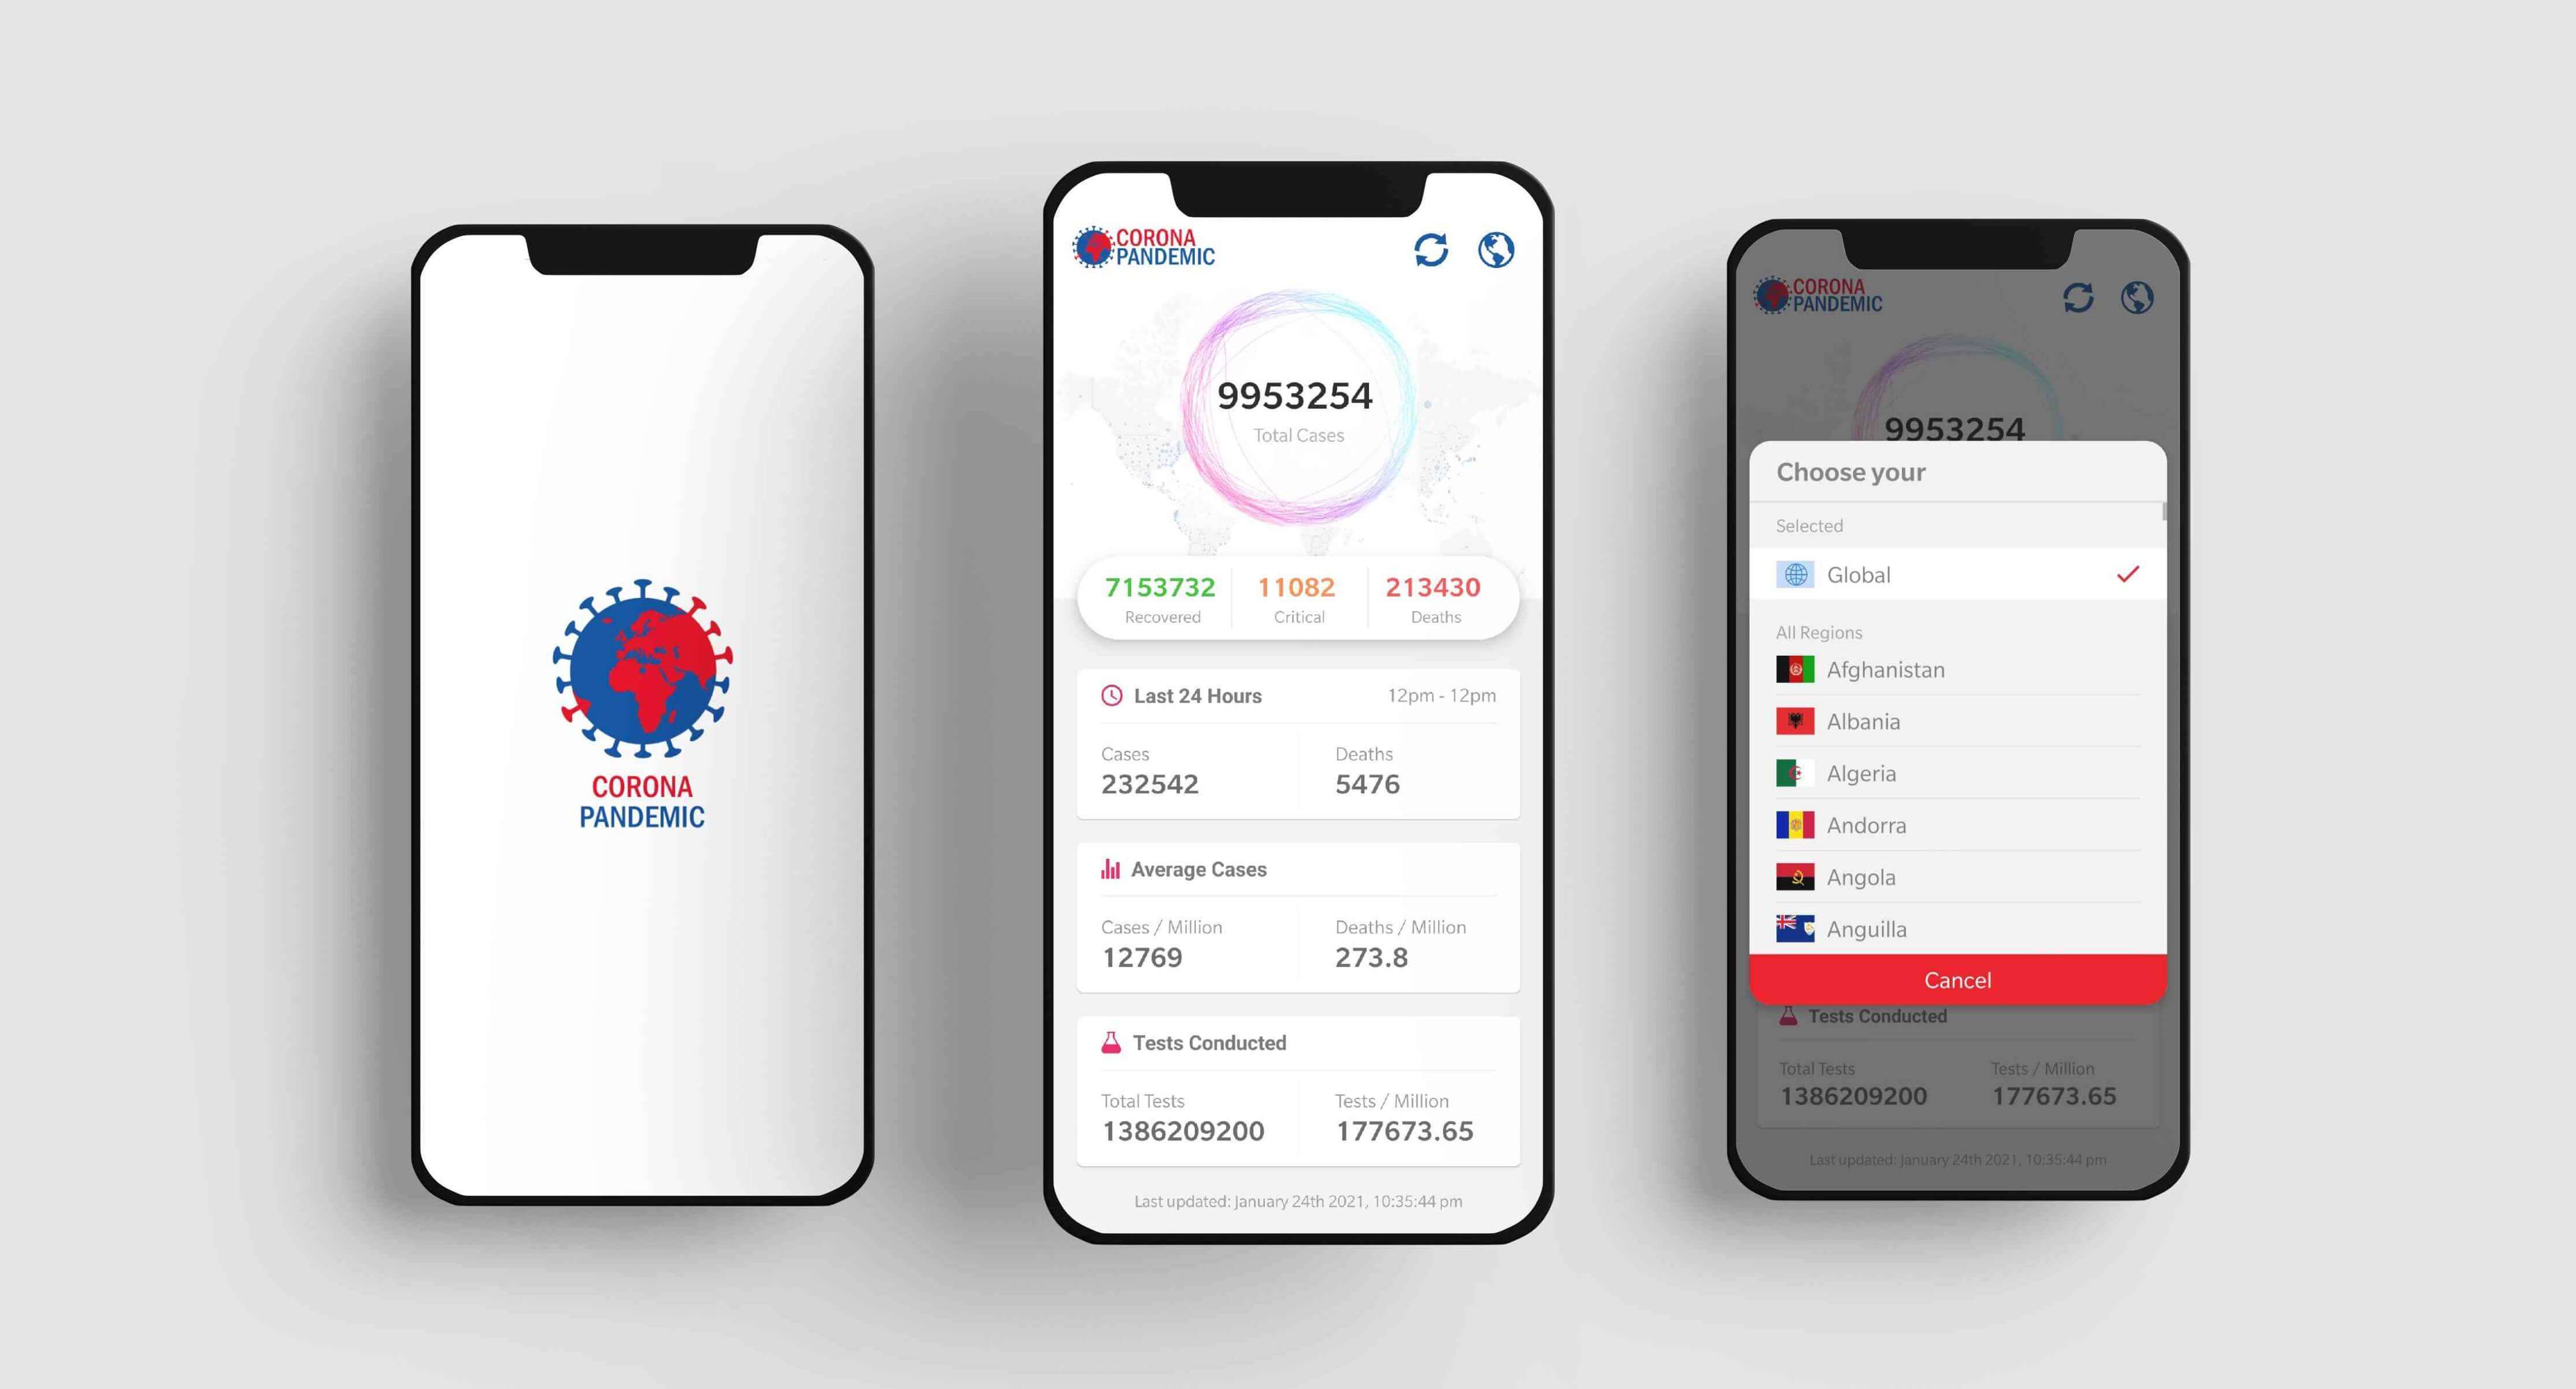 CORONA
PANDEMIC
CORONA
PANDEMIC
9953254
Total Cases
7153732 11082 213430
Recovered Critical Deaths
Last 24 Hours 12pm - 12pm
Cases Deaths
232542 5476
Average Cases
Cases / Million Deaths / Million
12769 273.8
Tests Conducted
Total Tests Tests / Million
1386209200 177673.65
Last updated: January 24th 2021, 10:35:44 pm
CORONA
PANDEMIC
9953254
Choose your
Selected
Global
All Regions
Afghanistan
Albania
Algeria
Andorra
Angola
Anguilla
Cancel
Tests Conducted
Total Tests Tests / Million
1386209200 177673.65
Last updated: January 24th 2021, 10:35:44 pm